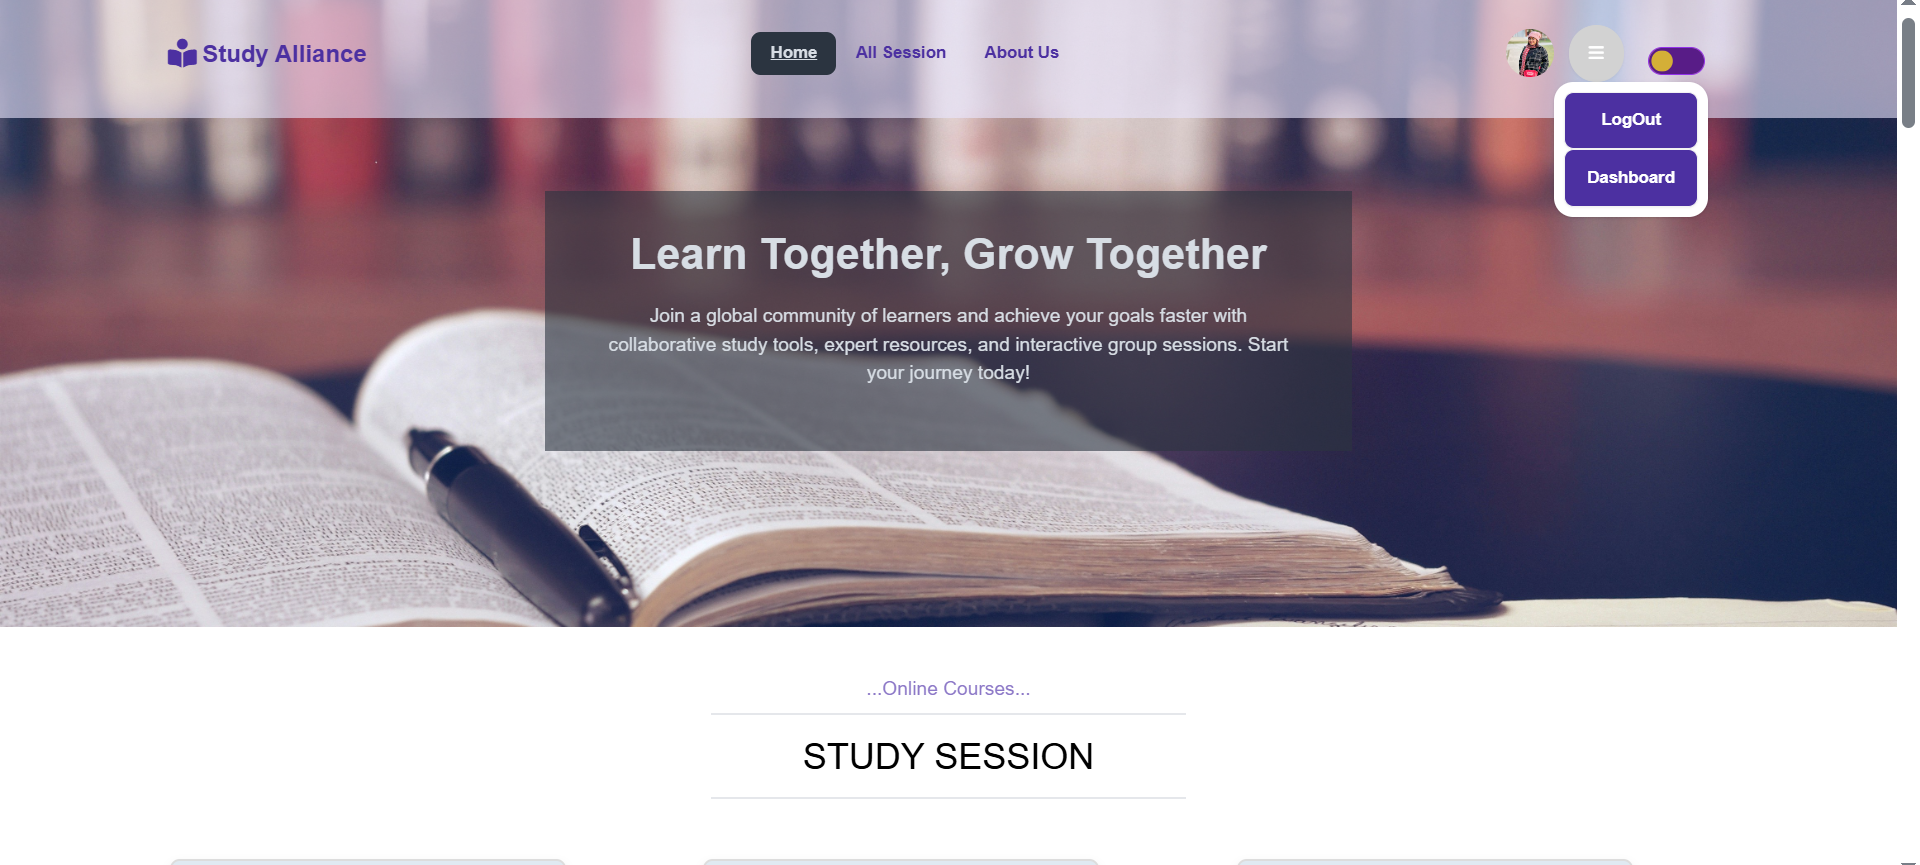 Study Alliance
Home
All Session
About Us
LogOut
Dashboard
Learn Together, Grow Together
Join a global community of learners and achieve your goals faster with
collaborative study tools, expert resources, and interactive group sessions. Start
your journey today!
...Online Courses...
STUDY SESSION